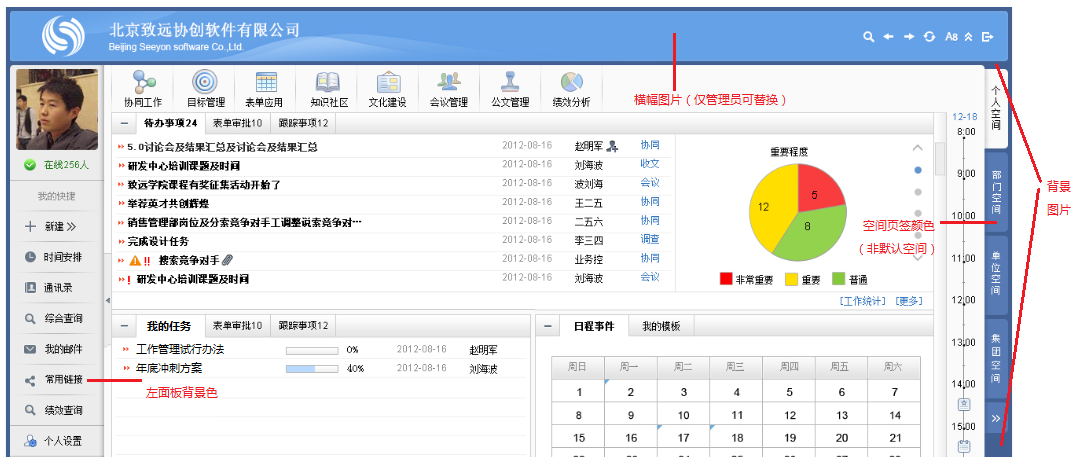 北京致远协创软件有限公司
Beijing Seeyon software Co.,Ltd.
A8
协同工作
目标管理
表单应用
知识社区
文化建设
会议管理
公文管理
绩效分析
横幅图片（仅管理员可替换）
在线256人
我的快捷
新建
时间安排
通讯录
综合查询
我的邮件
常用链接
绩效查询
个人设置
待办事项24 表单审批10 跟踪事项12
5.0讨论会及结果汇总及讨论会及结果汇总 2012-08-16 赵明军 协同
研发中心培训课题及时间 2012-08-16 刘海波 收文
致远学院课程有奖征集活动开始了 2012-08-16 波刘海 会议
举荐英才共创辉煌 2012-08-16 王二五 协同
销售管理部岗位及分索竞争对手工调整说索竞争对… 2012-08-16 二五六 协同
完成设计任务 2012-08-16 李三四 调查
!! 搜索竞争对手 2012-08-16 业务控 协同
! 研发中心培训课题及时间 2012-08-16 刘海波 会议
重要程度
5
12
8
非常重要 重要 普通
[工作统计] [更多]
空间页签颜色
（非默认空间）
我的任务 表单审批10 跟踪事项12
工作管理试行办法 0% 2012-08-16 赵明军
年底冲刺方案 40% 2012-08-16 刘海波
左面板背景色
日程事件 我的模板
周日 周一 周二 周三 周四 周五 周六
1 2 3 4 5 6 7
8 9 10 11 12 13 14
15 16 17 18 19 20 21
12-18
8:00
9:00
10:00
11:00
12:00
13:00
14:00
15:00
个人空间
部门空间
单位空间
集团空间
背景
图片